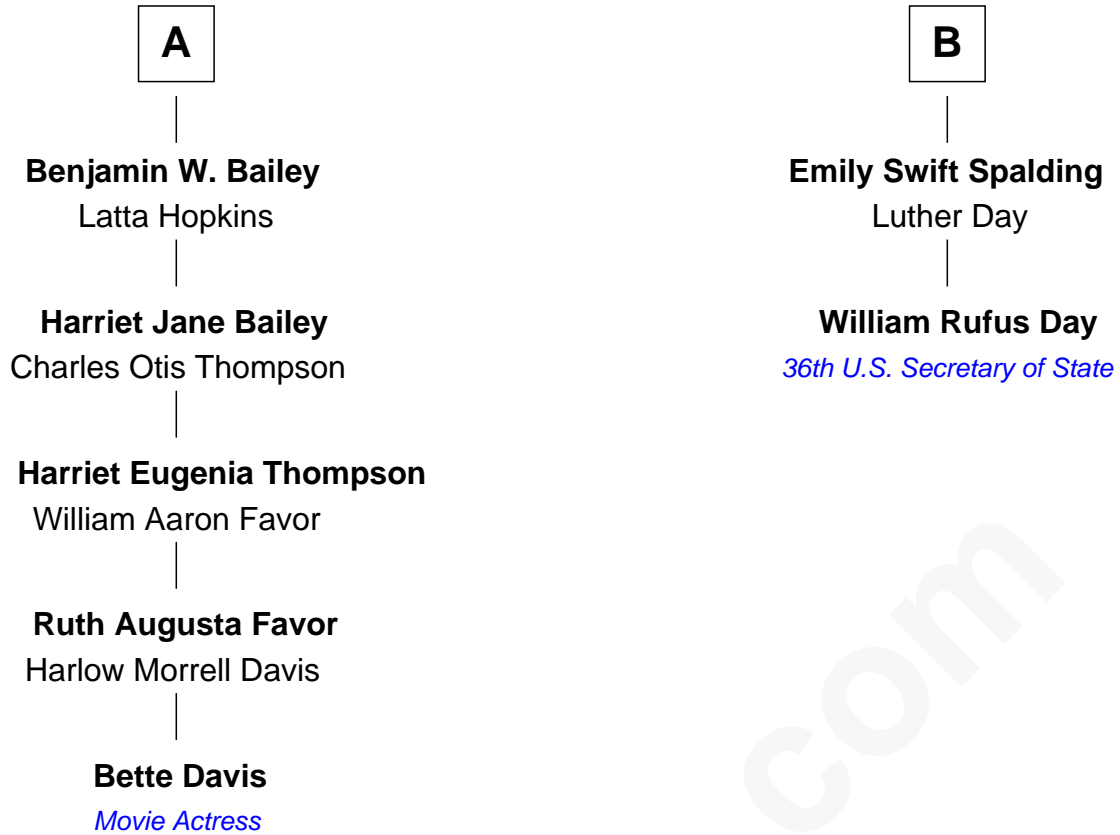 A
Benjamin W. Bailey
Latta Hopkins
Harriet Jane Bailey
Charles Otis Thompson
Harriet Eugenia Thompson
William Aaron Favor
Ruth Augusta Favor
Harlow Morrell Davis
Bette Davis
Movie Actress
B
Emily Swift Spalding
Luther Day
William Rufus Day
36th U.S. Secretary of State
com